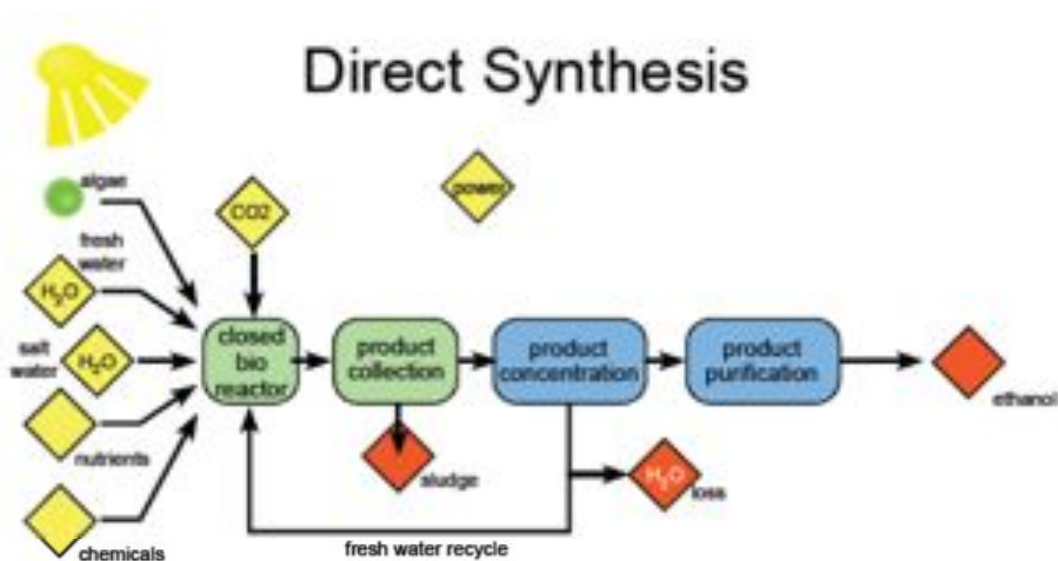 Direct Synthesis
algae
CO2
power
fresh
water
H₂O
salt
water
H₂O
closed
bio
reactor
product
collection
product
concentration
product
purification
ethanol
nutrients
sludge
H₂O
loss
chemicals
fresh water recycle